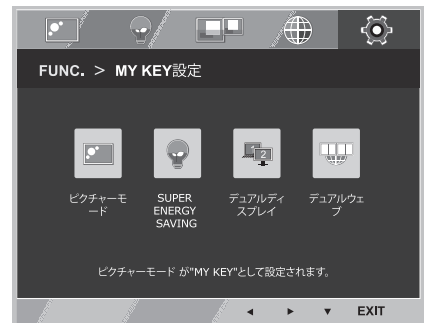 FUNC. > MY KEY設定
1
2
ピクチャーモ
ード
SUPER
ENERGY
SAVING
デュアルディ
スプレイ
デュアルウェ
ブ
ピクチャーモード が"MY KEY"として設定されます。
EXIT